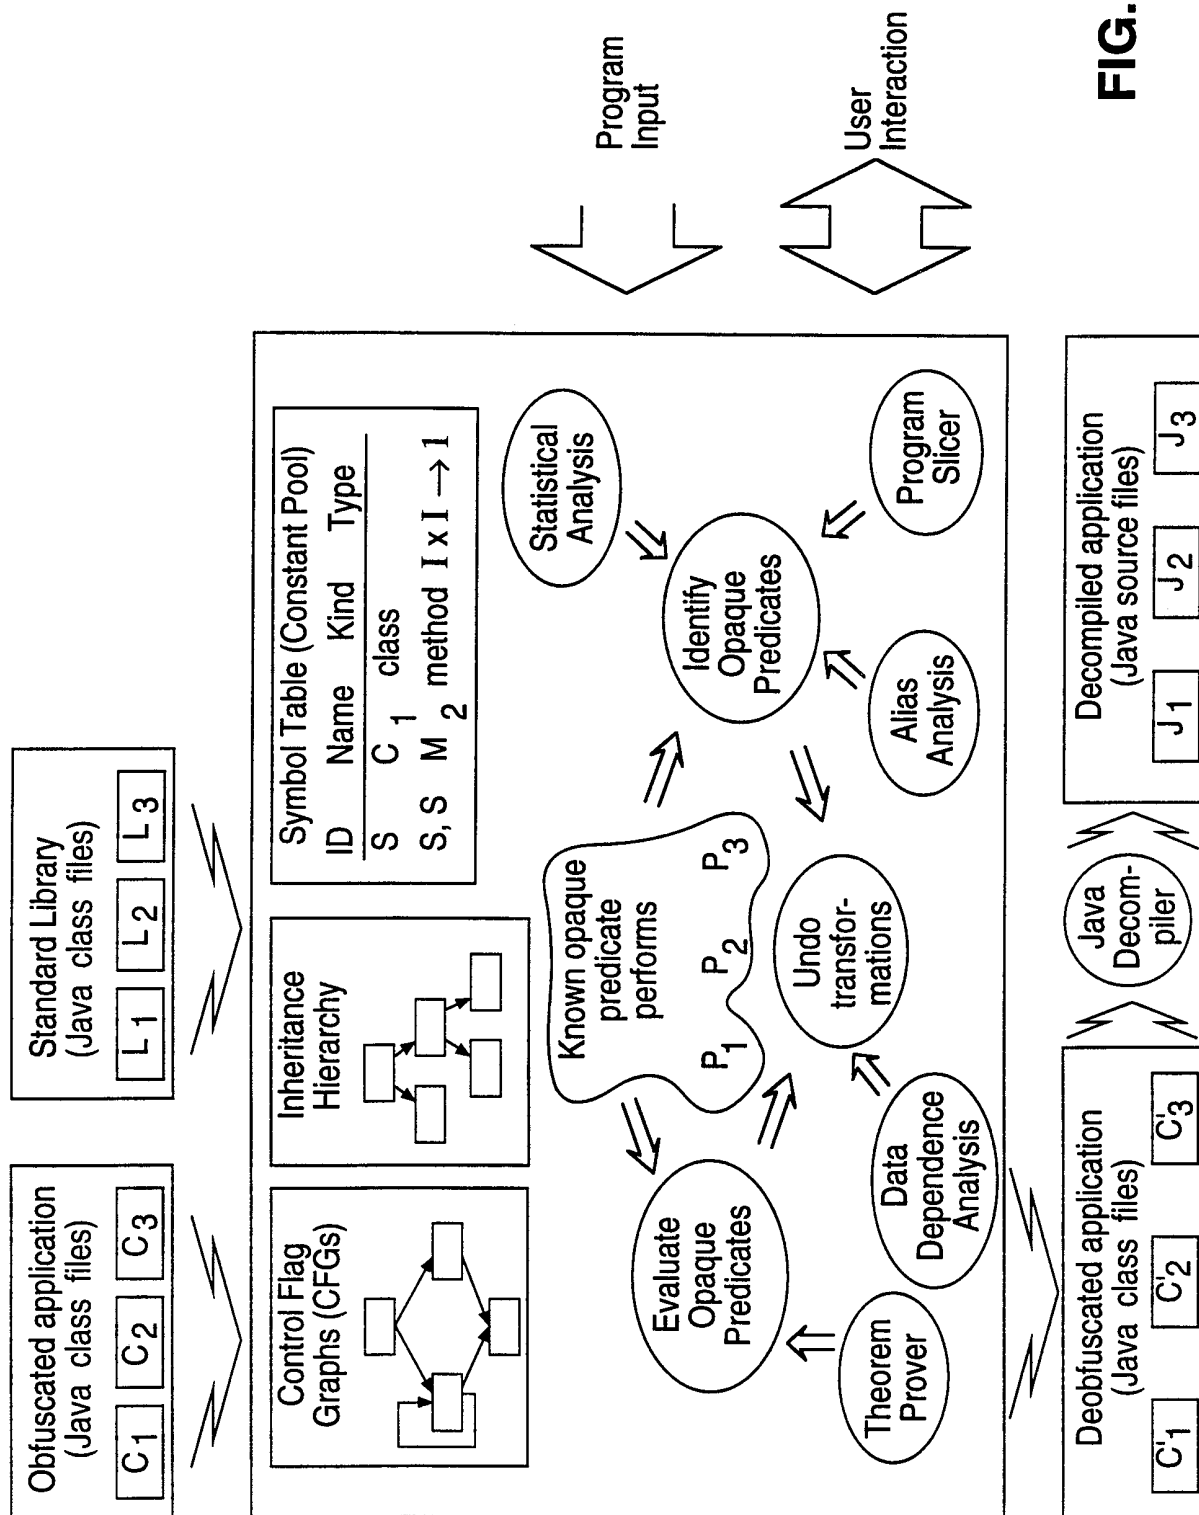 Obfuscated application
(Java class files)
C1 C2 C3
Standard Library
(Java class files)
L1 L2 L3
Control Flag
Graphs (CFGs)
Inheritance
Hierarchy
Symbol Table (Constant Pool)
ID Name Kind Type
S C1 class
S, S M2 method I x I → 1
Program
Input
User
Interaction
Known opaque
predicate
performs
P1 P2 P3
Statistical
Analysis
Evaluate
Opaque
Predicates
Identify
Opaque
Predicates
Undo
transfor-
mations
Theorem
Prover
Data
Dependence
Analysis
Alias
Analysis
Program
Slicer
Deobfuscated application
(Java class files)
C'1 C'2 C'3
Java
Decom-
piler
Decompiled application
(Java source files)
J1 J2 J3
FIG.